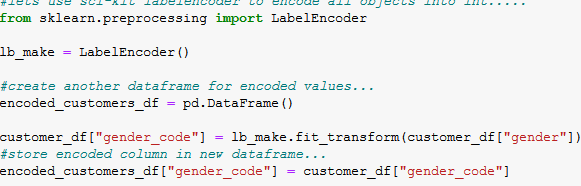 #lets use sci-kit labelencoder to encode all objects into int.....
from sklearn.preprocessing import LabelEncoder
lb_make = LabelEncoder()
#create another dataframe for encoded values...
encoded_customers_df = pd.DataFrame()
customer_df["gender_code"] = lb_make.fit_transform(customer_df["gender"])
#store encoded column in new dataframe...
encoded_customers_df["gender_code"] = customer_df["gender_code"]